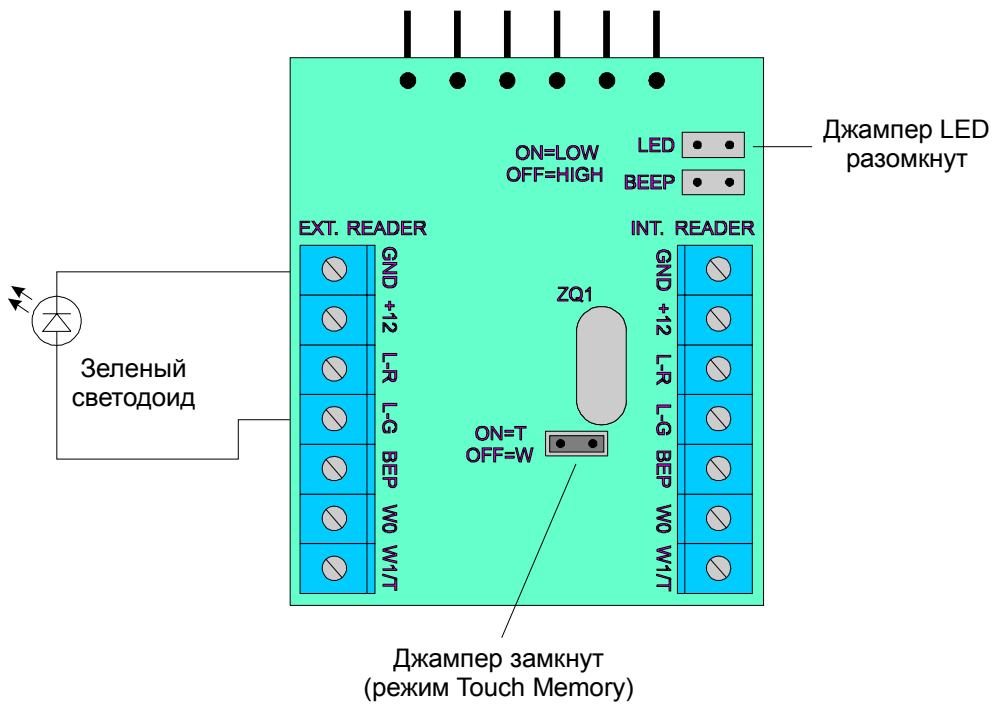 Джампер LED
разомкнут
LED
ON=LOW
OFF=HIGH
BEEP
EXT. READER
INT. READER
GND
+12
L-R
L-G
BEP
W0
W1/T
GND
+12
L-R
L-G
BEP
W0
W1/T
ZQ1
Зеленый
светодоид
ON=T
OFF=W
Джампер замкнут
(режим Touch Memory)